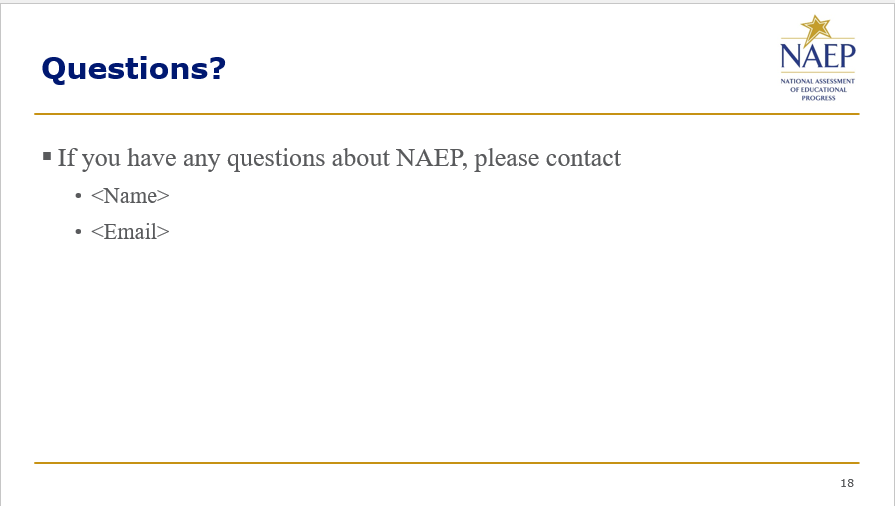 Questions?
NAEP
NATIONAL ASSESSMENT
OF EDUCATIONAL
PROGRESS
▪ If you have any questions about NAEP, please contact
• <Name>
• <Email>
18